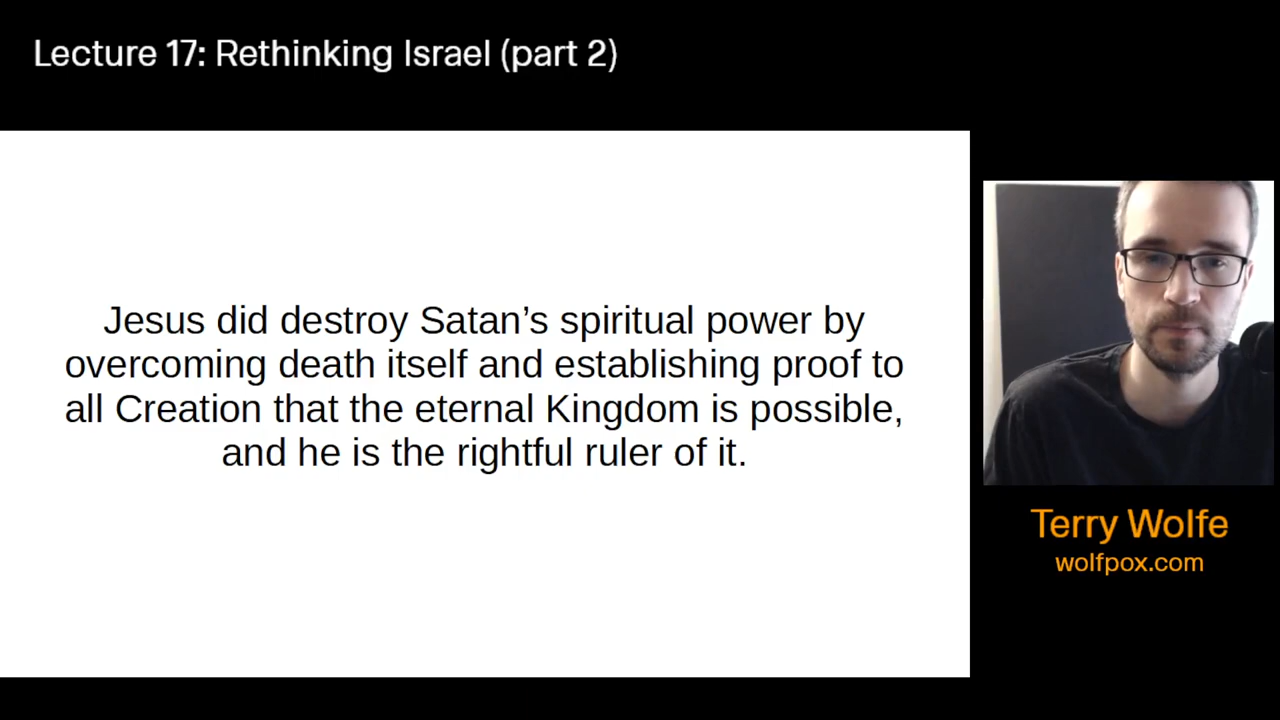 Lecture 17: Rethinking Israel (part 2)
Jesus did destroy Satan’s spiritual power by
overcoming death itself and establishing proof to
all Creation that the eternal Kingdom is possible,
and he is the rightful ruler of it.
Terry Wolfe
wolfpox.com